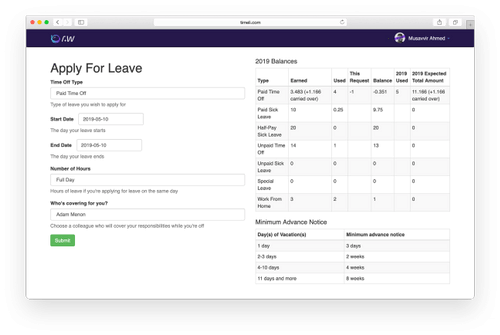 timetl.com
Musavvir Ahmed
Apply For Leave
Time Off Type
Paid Time Off
Type of leave you wish to apply for
Start Date 2019-05-10
The day your leave starts
End Date 2019-05-10
The day your leave ends
Number of Hours
Full Day
Hours of leave if you're applying for leave on the same day
Who's covering for you?
Adam Menon
Choose a colleague who will cover your responsibilities while you're off
Submit
2019 Balances
Type Earned Used This Request Balance 2019 Used 2019 Expected Total Amount
Paid Time Off 3.483 (+1.166 carried over) 4 -1 -0.351 5 11.166 (+1.166 carried over)
Paid Sick Leave 10 0.25 9.75 0
Half-Pay Sick Leave 20 0 20 0
Unpaid Time Off 14 1 13 0
Unpaid Sick Leave 0 0 0 0
Special Leave 0 0 0 0
Work From Home 3 2 1 0
Minimum Advance Notice
Day(s) of Vacation(s) Minimum advance notice
1 day 3 days
2-3 days 2 weeks
4-10 days 4 weeks
11 days and more 8 weeks